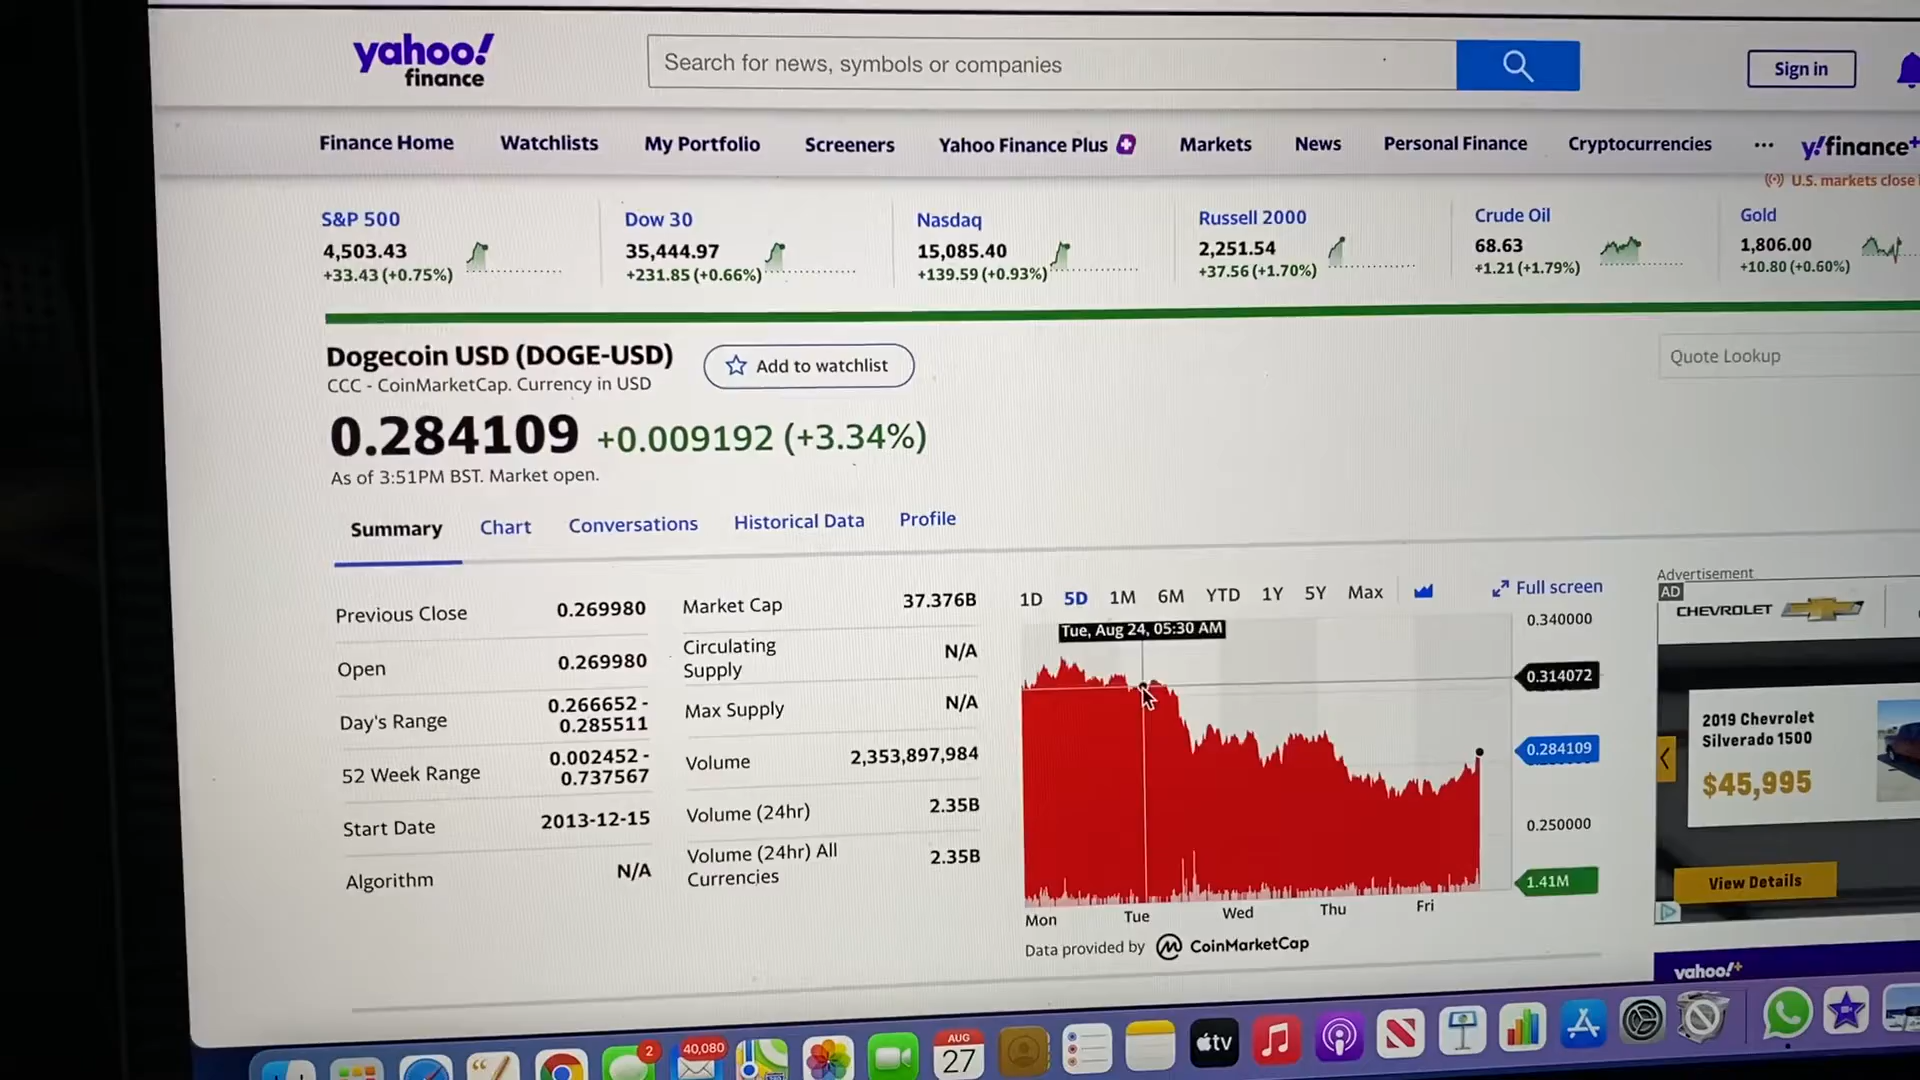 yahoo!
finance
Search for news, symbols or companies
Sign in
Finance Home Watchlists My Portfolio Screeners Yahoo Finance Plus Markets News Personal Finance Cryptocurrencies ... y!finance+
U.S. markets close
S&P 500 Dow 30 Nasdaq Russell 2000 Crude Oil Gold
4,503.43 35,444.97 15,085.40 2,251.54 68.63 1,806.00
+33.43 (+0.75%) +231.85 (+0.66%) +139.59 (+0.93%) +37.56 (+1.70%) +1.21 (+1.79%) +10.80 (+0.60%)
Dogecoin USD (DOGE-USD)
Add to watchlist
Quote Lookup
CCC - CoinMarketCap. Currency in USD
0.284109 +0.009192 (+3.34%)
As of 3:51PM BST. Market open.
Summary Chart Conversations Historical Data Profile
Previous Close 0.269980
Open 0.269980
Day's Range 0.266652 -
0.285511
52 Week Range 0.002452 -
0.737567
Start Date 2013-12-15
Algorithm N/A
Market Cap 37.376B
Circulating
Supply N/A
Max Supply N/A
Volume 2,353,897,984
Volume (24hr) 2.35B
Volume (24hr) All
Currencies 2.35B
1D 5D 1M 6M YTD 1Y 5Y Max Full screen
Tue, Aug 24, 05:30 AM
0.340000
0.314072
0.284109
0.250000
1.41M
Mon Tue Wed Thu Fri
Data provided by CoinMarketCap
Advertisement
AD
CHEVROLET
2019 Chevrolet
Silverado 1500
$45,995
View Details
yahoo!+
2
40,080
AUG
27
tv